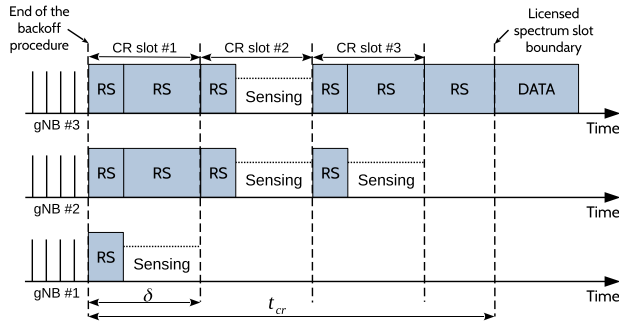 End of the
backoff
procedure
Licensed
spectrum slot
boundary
CR slot #1 CR slot #2 CR slot #3
RS RS RS Sensing RS RS RS DATA
gNB #3 Time
RS RS RS Sensing RS Sensing
gNB #2 Time
RS Sensing
gNB #1 Time
δ
t_cr